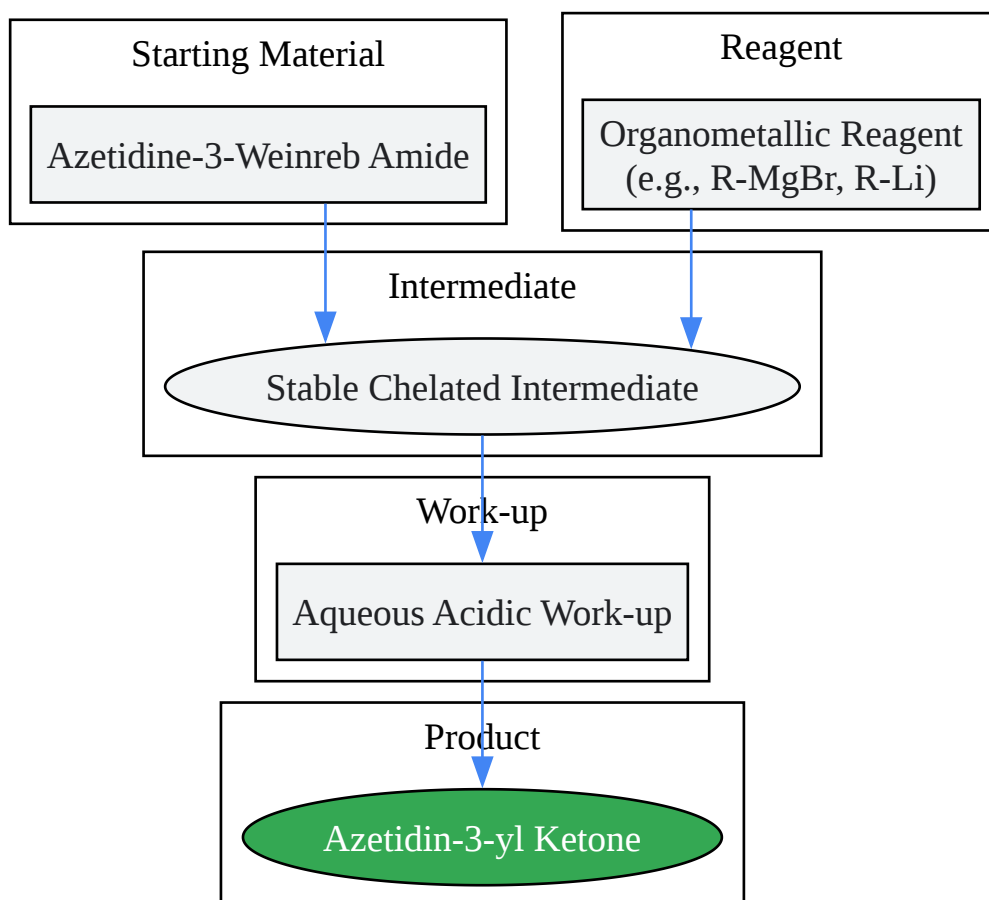 Starting Material
Azetidine-3-Weinreb Amide
Reagent
Organometallic Reagent
(e.g., R-MgBr, R-Li)
Intermediate
Stable Chelated Intermediate
Work-up
Aqueous Acidic Work-up
Product
Azetidin-3-yl Ketone